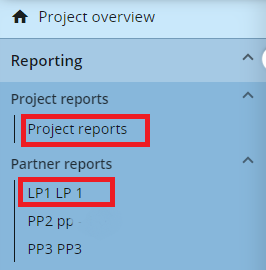 Project overview
Reporting
Project reports
Project reports
Partner reports
LP1 LP 1
PP2 pp
PP3 PP3